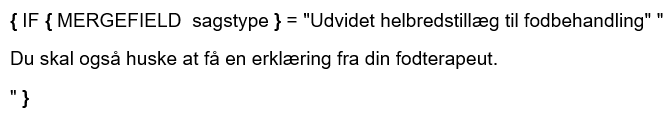 { IF { MERGEFIELD  sagstype } = "Udvidet helbredstillæg til fodbehandling" "
Du skal også huske at få en erklæring fra din fodterapeut.
" }